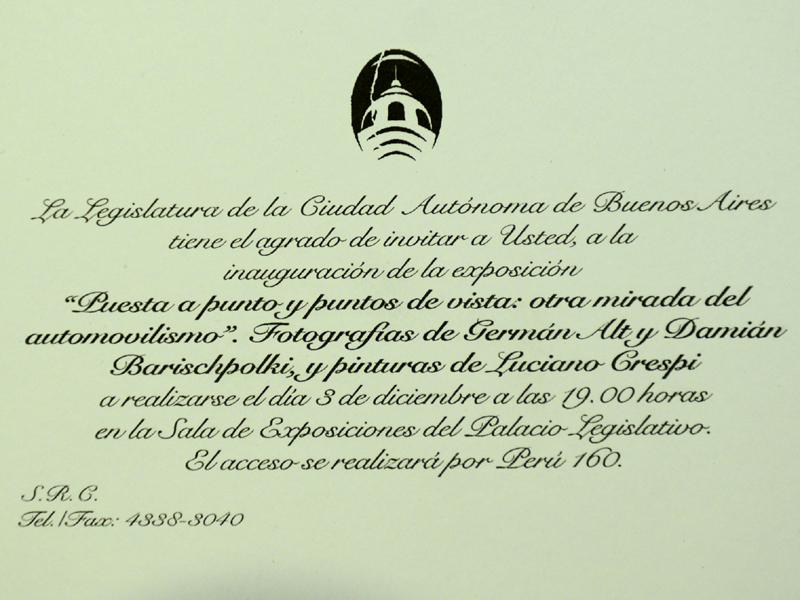 La Legislatura de la Ciudad Autónoma de Buenos Aires
tiene el agrado de invitar a Usted, a la
inauguración de la exposición
"Puesta a punto y puntos de vista: otra mirada del
automovilismo". Fotografías de Germán Alt y Damián
Barischpolki, y pinturas de Luciano Crespi
a realizarse el día 3 de diciembre a las 19.00 horas
en la Sala de Exposiciones del Palacio Legislativo.
El acceso se realizará por Perú 160.
S.R.C.
Tel./Fax: 4338-3040